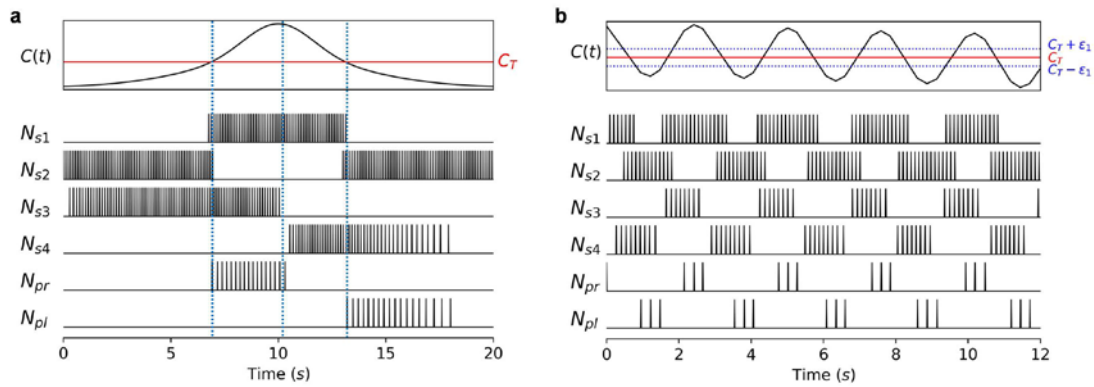 a
C(t)
C_T
N_s1
N_s2
N_s3
N_s4
N_pr
N_pl
0 5 10 15 20
Time (s)
b
C(t)
C_T + ε_1
C_T
C_T − ε_1
N_s1
N_s2
N_s3
N_s4
N_pr
N_pl
0 2 4 6 8 10 12
Time (s)